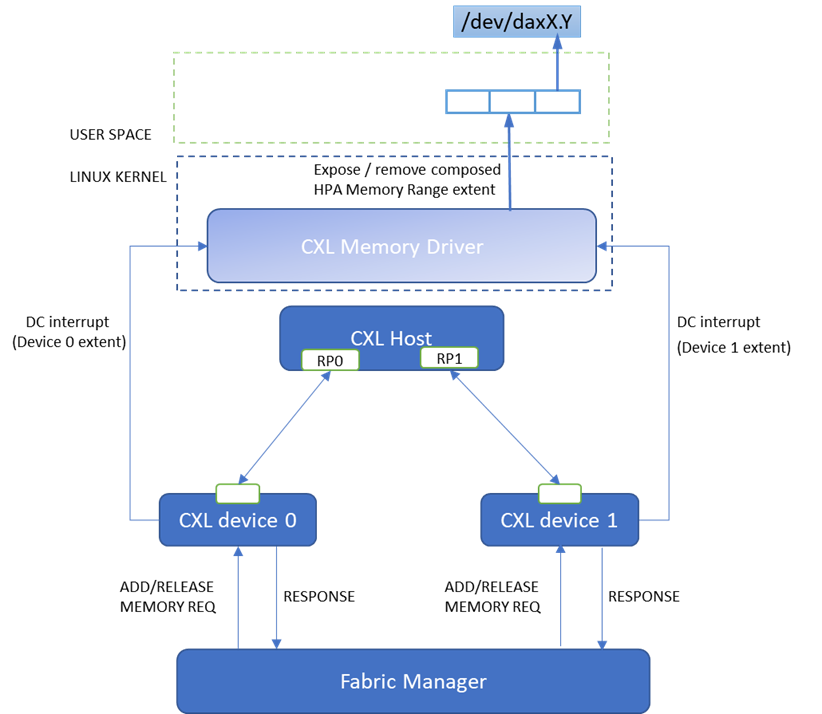 /dev/daxX.Y
USER SPACE
LINUX KERNEL
Expose / remove composed
HPA Memory Range extent
CXL Memory Driver
DC interrupt
(Device 0 extent)
DC interrupt
(Device 1 extent)
CXL Host
RP0
RP1
CXL device 0
CXL device 1
ADD/RELEASE
MEMORY REQ
RESPONSE
ADD/RELEASE
MEMORY REQ
RESPONSE
Fabric Manager